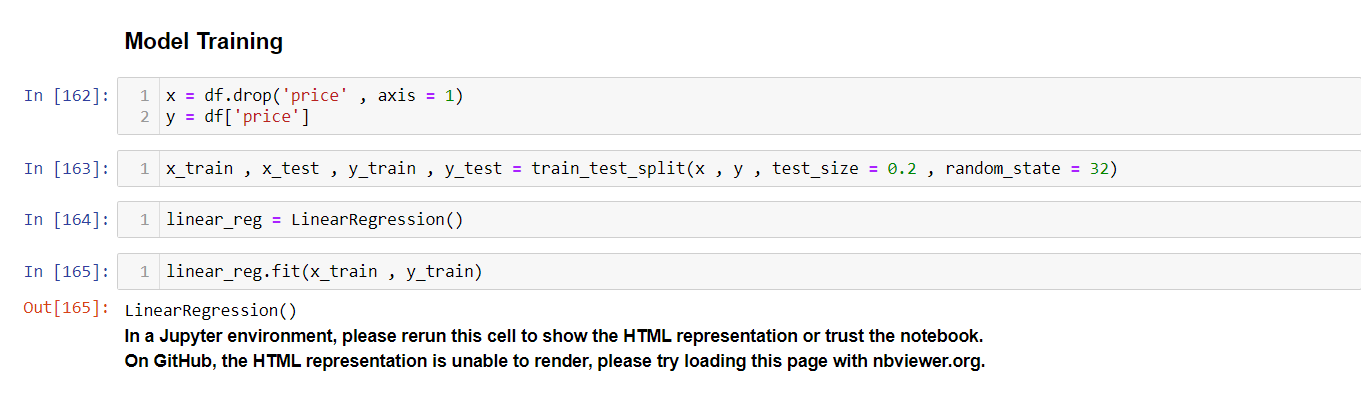 Model Training
In [162]:
1 x = df.drop('price' , axis = 1)
2 y = df['price']
In [163]:
1 x_train , x_test , y_train , y_test = train_test_split(x , y , test_size = 0.2 , random_state = 32)
In [164]:
1 linear_reg = LinearRegression()
In [165]:
1 linear_reg.fit(x_train , y_train)
Out[165]:
LinearRegression()
In a Jupyter environment, please rerun this cell to show the HTML representation or trust the notebook.
On GitHub, the HTML representation is unable to render, please try loading this page with nbviewer.org.